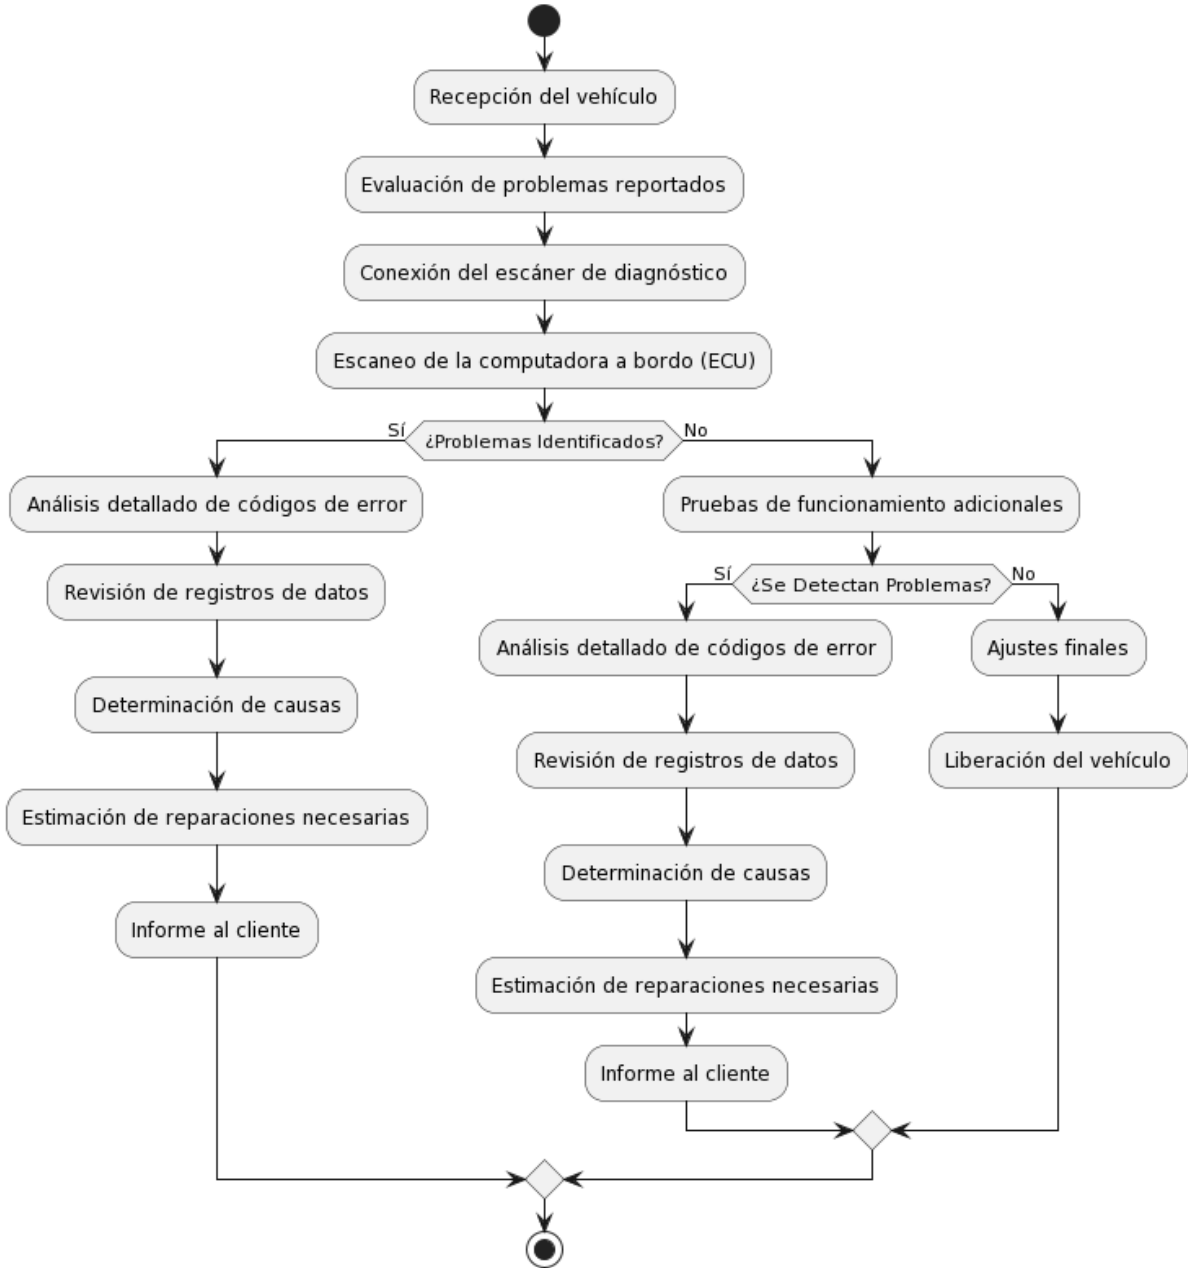 Recepción del vehículo
Evaluación de problemas reportados
Conexión del escáner de diagnóstico
Escaneo de la computadora a bordo (ECU)
Sí
¿Problemas Identificados?
No
Análisis detallado de códigos de error
Revisión de registros de datos
Determinación de causas
Estimación de reparaciones necesarias
Informe al cliente
Pruebas de funcionamiento adicionales
Sí
¿Se Detectan Problemas?
No
Análisis detallado de códigos de error
Revisión de registros de datos
Determinación de causas
Estimación de reparaciones necesarias
Informe al cliente
Ajustes finales
Liberación del vehículo